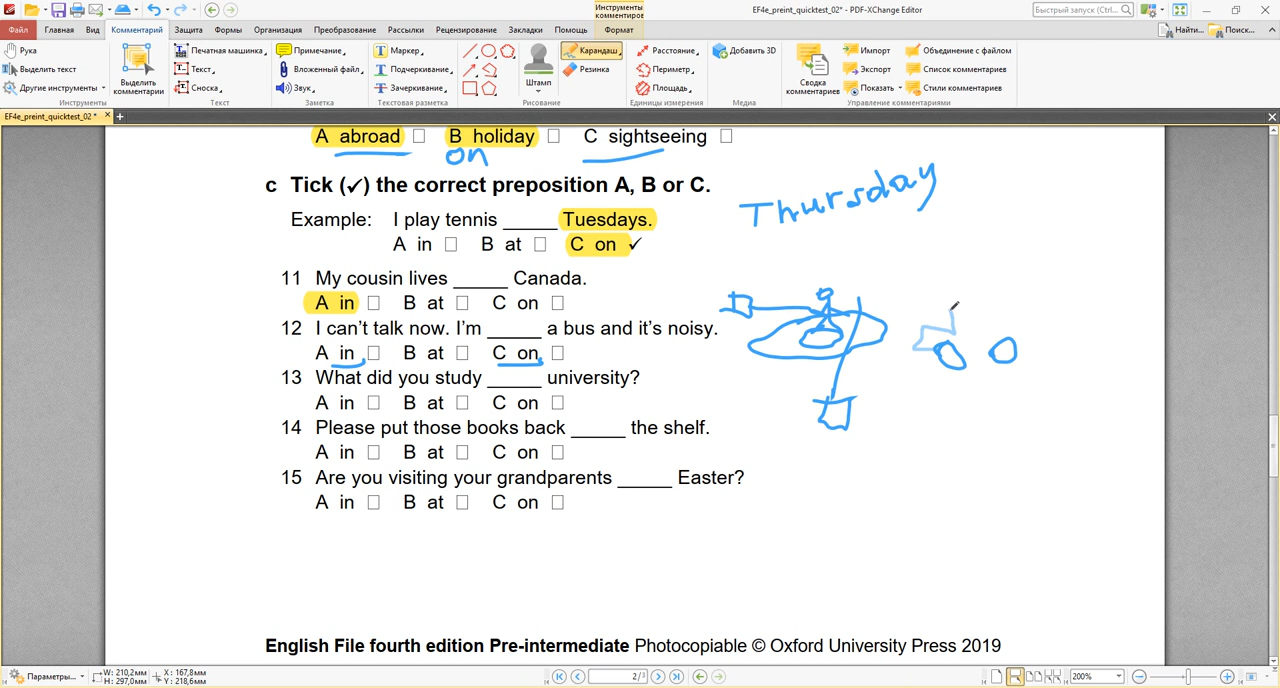 Инструменты комментиров
EF4e_preint_quicktest_02* - PDF-XChange Editor
Быстрый запуск (Ctrl...
Файл Главная Вид Комментарий Защита Формы Организация Преобразование Рассылки Рецензирование Закладки Помощь Формат Найти... Поиск...
Рука
Выделить текст
Другие инструменты
Инструменты
Выделить комментарии
Печатная машинка
Текст
Сноска
Текст
Примечание
Вложенный файл
Звук
Заметка
Маркер
Подчеркивание
Зачеркивание
Текстовая разметка
Штамп
Карандаш
Резинка
Рисование
Расстояние
Периметр
Площадь
Единицы измерения
Добавить 3D
Медиа
Сводка комментариев
Импорт
Экспорт
Показать
Объединение с файлом
Список комментариев
Стили комментариев
Управление комментариями
EF4e_preint_quicktest_02 *
A abroad B holiday C sightseeing
on
c Tick (✓) the correct preposition A, B or C.
Thursday
Example: I play tennis _____ Tuesdays.
A in B at C on ✓
11 My cousin lives _____ Canada.
A in B at C on
12 I can't talk now. I'm _____ a bus and it's noisy.
A in B at C on
13 What did you study _____ university?
A in B at C on
14 Please put those books back _____ the shelf.
A in B at C on
15 Are you visiting your grandparents _____ Easter?
A in B at C on
English File fourth edition Pre-intermediate Photocopiable © Oxford University Press 2019
Параметры...
W: 210,2мм
H: 297,0мм
X: 167,8мм
Y: 218,6мм
200%